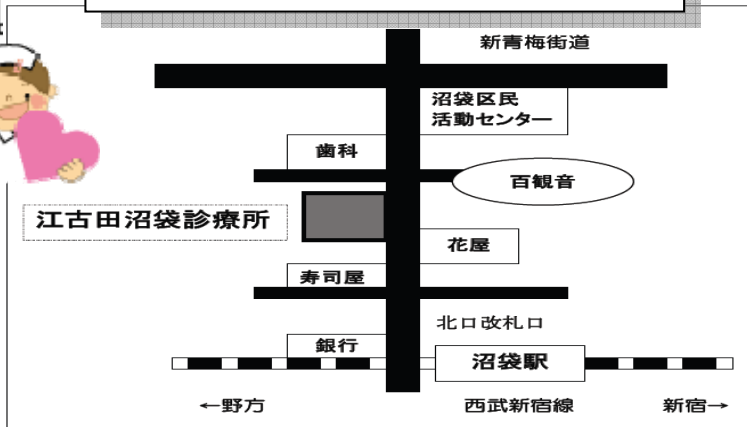 新青梅街道
沼袋区民
活動センター
歯科
百観音
江古田沼袋診療所
花屋
寿司屋
北口改札口
銀行
沼袋駅
←野方
西武新宿線
新宿→